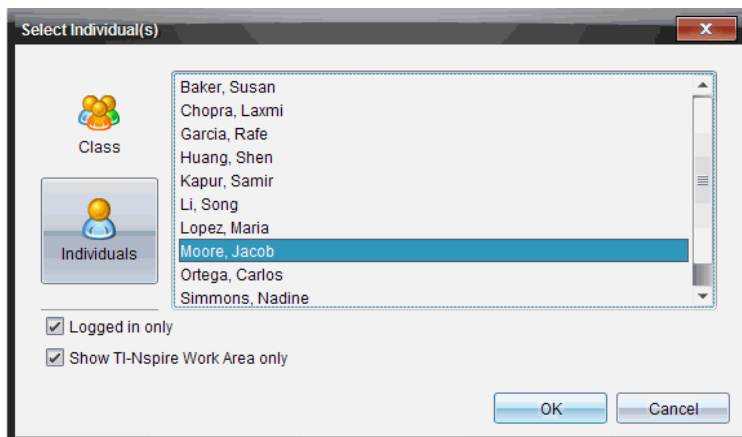 Select Individual(s)
Class
Individuals
Baker, Susan
Chopra, Laxmi
Garcia, Rafe
Huang, Shen
Kapur, Samir
Li, Song
Lopez, Maria
Moore, Jacob
Ortega, Carlos
Simmons, Nadine
Logged in only
Show TI-Nspire Work Area only
OK
Cancel